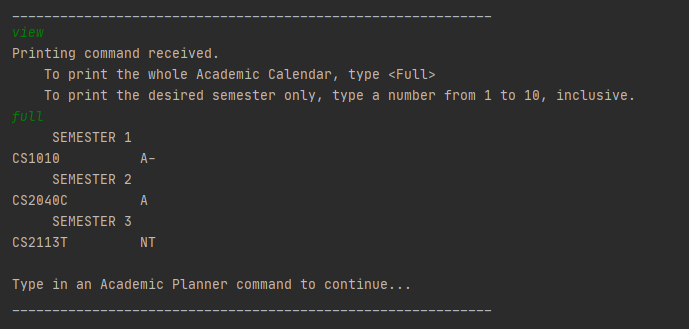 ____________________________________________________________
view
Printing command received.
    To print the whole Academic Calendar, type <Full>
    To print the desired semester only, type a number from 1 to 10, inclusive.
full
     SEMESTER 1
CS1010          A-
     SEMESTER 2
CS2040C         A
     SEMESTER 3
CS2113T         NT

Type in an Academic Planner command to continue...
____________________________________________________________